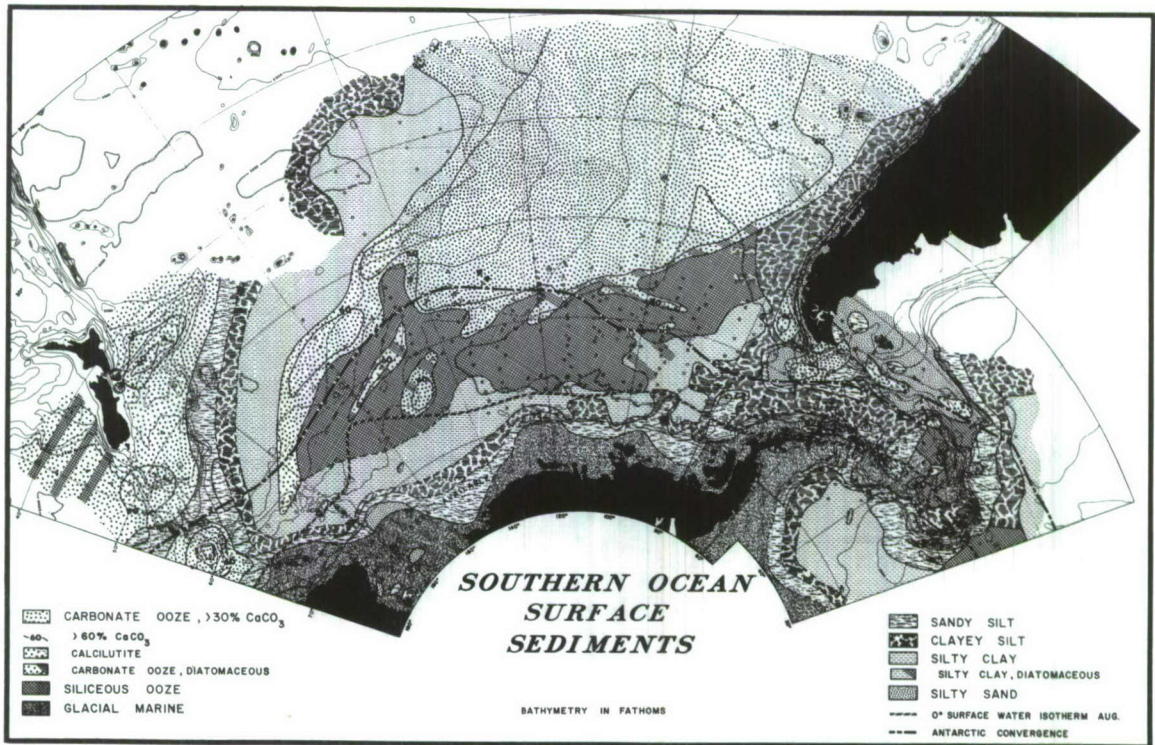 SOUTHERN OCEAN
SURFACE
SEDIMENTS
CARBONATE OOZE, >30% CaCO₃
60 >60% CaCO₃
CALCILUTITE
CARBONATE OOZE, DIATOMACEOUS
SILICEOUS OOZE
GLACIAL MARINE
BATHYMETRY IN FATHOMS
SANDY SILT
CLAYEY SILT
SILTY CLAY
SILTY CLAY, DIATOMACEOUS
SILTY SAND
0° SURFACE WATER ISOTHERM AUG.
ANTARCTIC CONVERGENCE